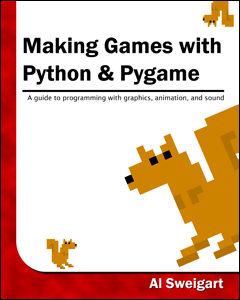 Making Games with
Python & Pygame
A guide to programming with graphics, animation, and sound
Al Sweigart